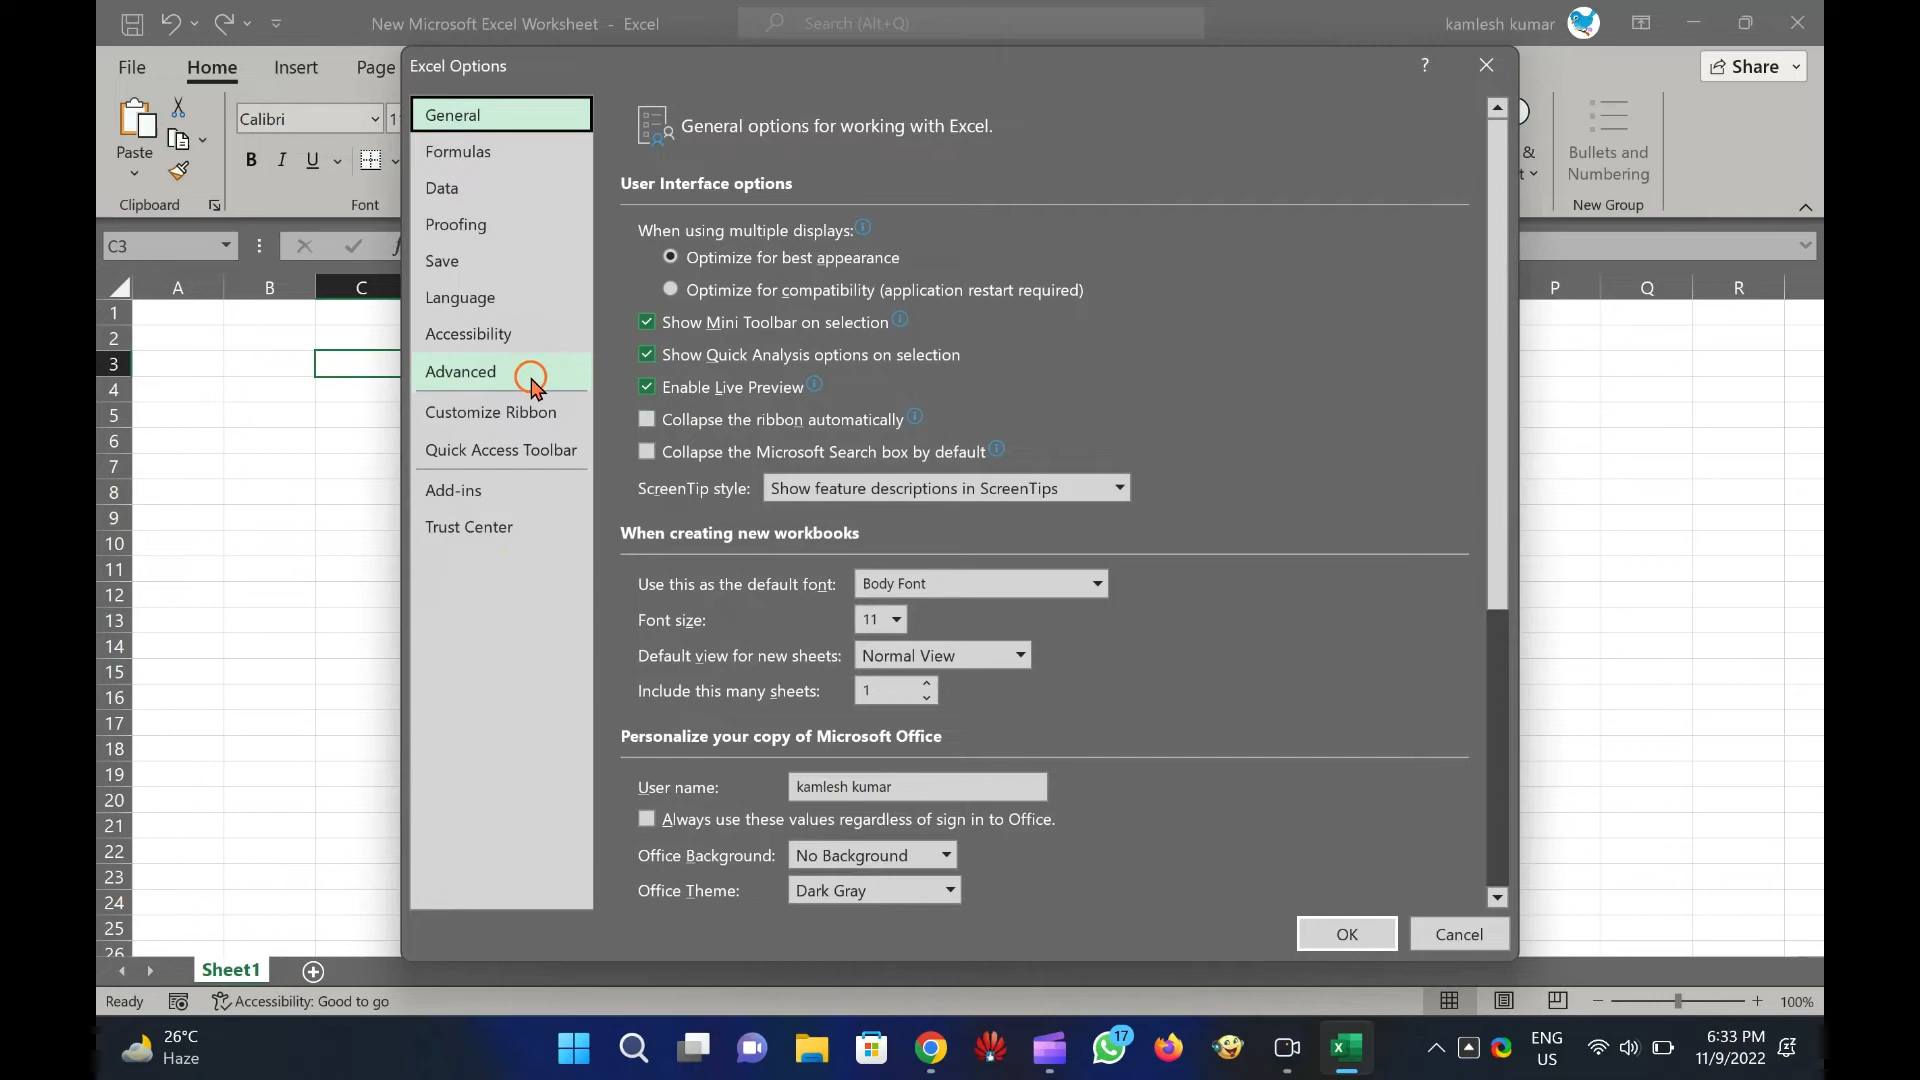 New Microsoft Excel Worksheet - Excel
Search (Alt+Q)
kamlesh kumar
File
Home
Insert
Page
Share
Paste
Calibri
B I U
Clipboard
Font
&
Bullets and
Numbering
New Group
C3
A B C P Q R
1
2
3
4
5
6
7
8
9
10
11
12
13
14
15
16
17
18
19
20
21
22
23
24
25
26
Excel Options
?
General
Formulas
Data
Proofing
Save
Language
Accessibility
Advanced
Customize Ribbon
Quick Access Toolbar
Add-ins
Trust Center
General options for working with Excel.
User Interface options
When using multiple displays:
Optimize for best appearance
Optimize for compatibility (application restart required)
Show Mini Toolbar on selection
Show Quick Analysis options on selection
Enable Live Preview
Collapse the ribbon automatically
Collapse the Microsoft Search box by default
ScreenTip style: Show feature descriptions in ScreenTips
When creating new workbooks
Use this as the default font: Body Font
Font size: 11
Default view for new sheets: Normal View
Include this many sheets: 1
Personalize your copy of Microsoft Office
User name: kamlesh kumar
Always use these values regardless of sign in to Office.
Office Background: No Background
Office Theme: Dark Gray
OK
Cancel
Sheet1
Ready
Accessibility: Good to go
100%
26°C
Haze
17
ENG
US
6:33 PM
11/9/2022